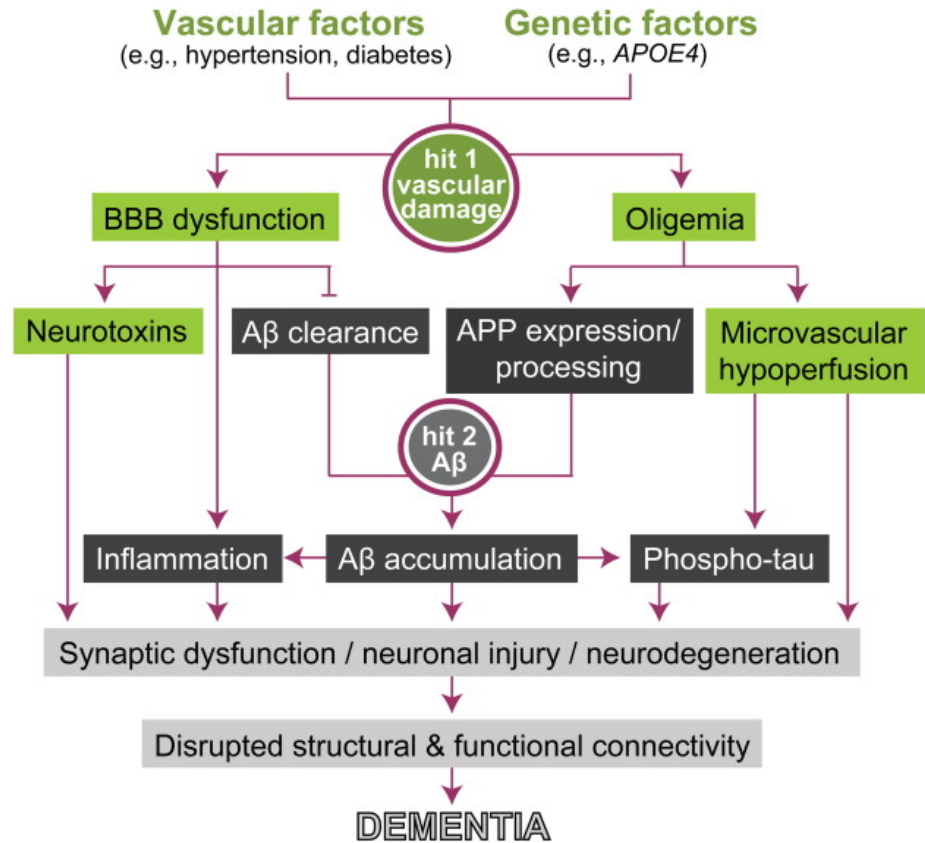 Vascular factors
(e.g., hypertension, diabetes)
Genetic factors
(e.g., APOE4)
hit 1
vascular
damage
BBB dysfunction
Oligemia
Neurotoxins
Aβ clearance
APP expression/
processing
Microvascular
hypoperfusion
hit 2
Aβ
Inflammation
Aβ accumulation
Phospho-tau
Synaptic dysfunction / neuronal injury / neurodegeneration
Disrupted structural & functional connectivity
DEMENTIA